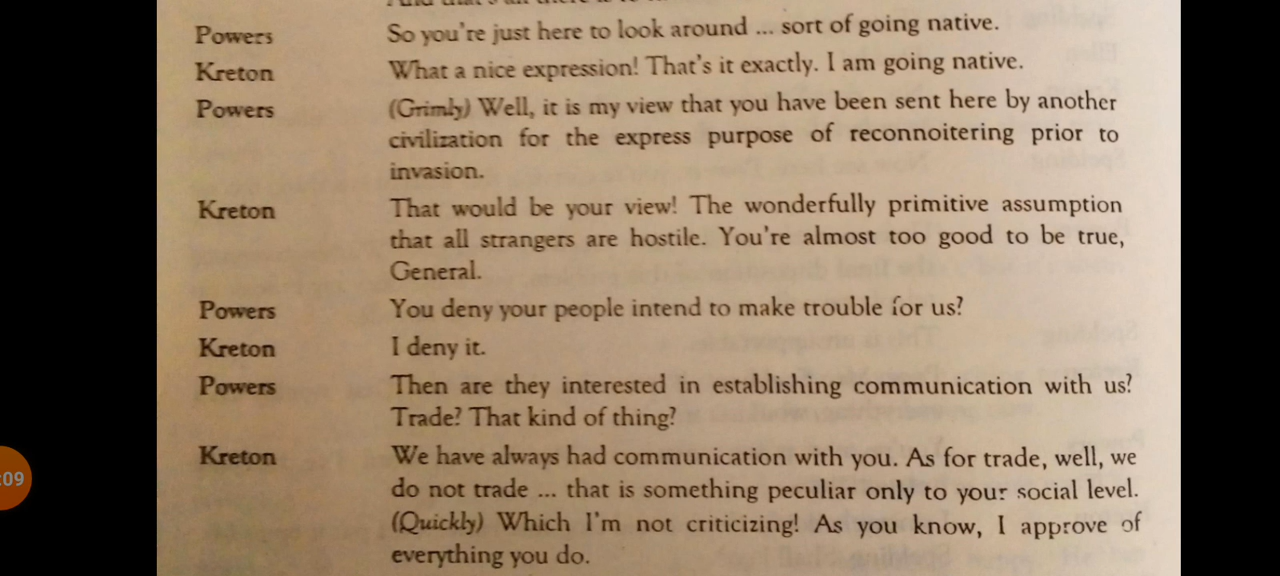 Powers So you're just here to look around ... sort of going native.
Kreton What a nice expression! That's it exactly. I am going native.
Powers (Grimly) Well, it is my view that you have been sent here by another
civilization for the express purpose of reconnoitering prior to
invasion.
Kreton That would be your view! The wonderfully primitive assumption
that all strangers are hostile. You're almost too good to be true,
General.
Powers You deny your people intend to make trouble for us?
Kreton I deny it.
Powers Then are they interested in establishing communication with us?
Trade? That kind of thing?
Kreton We have always had communication with you. As for trade, well, we
do not trade ... that is something peculiar only to your social level.
(Quickly) Which I'm not criticizing! As you know, I approve of
everything you do.
:09